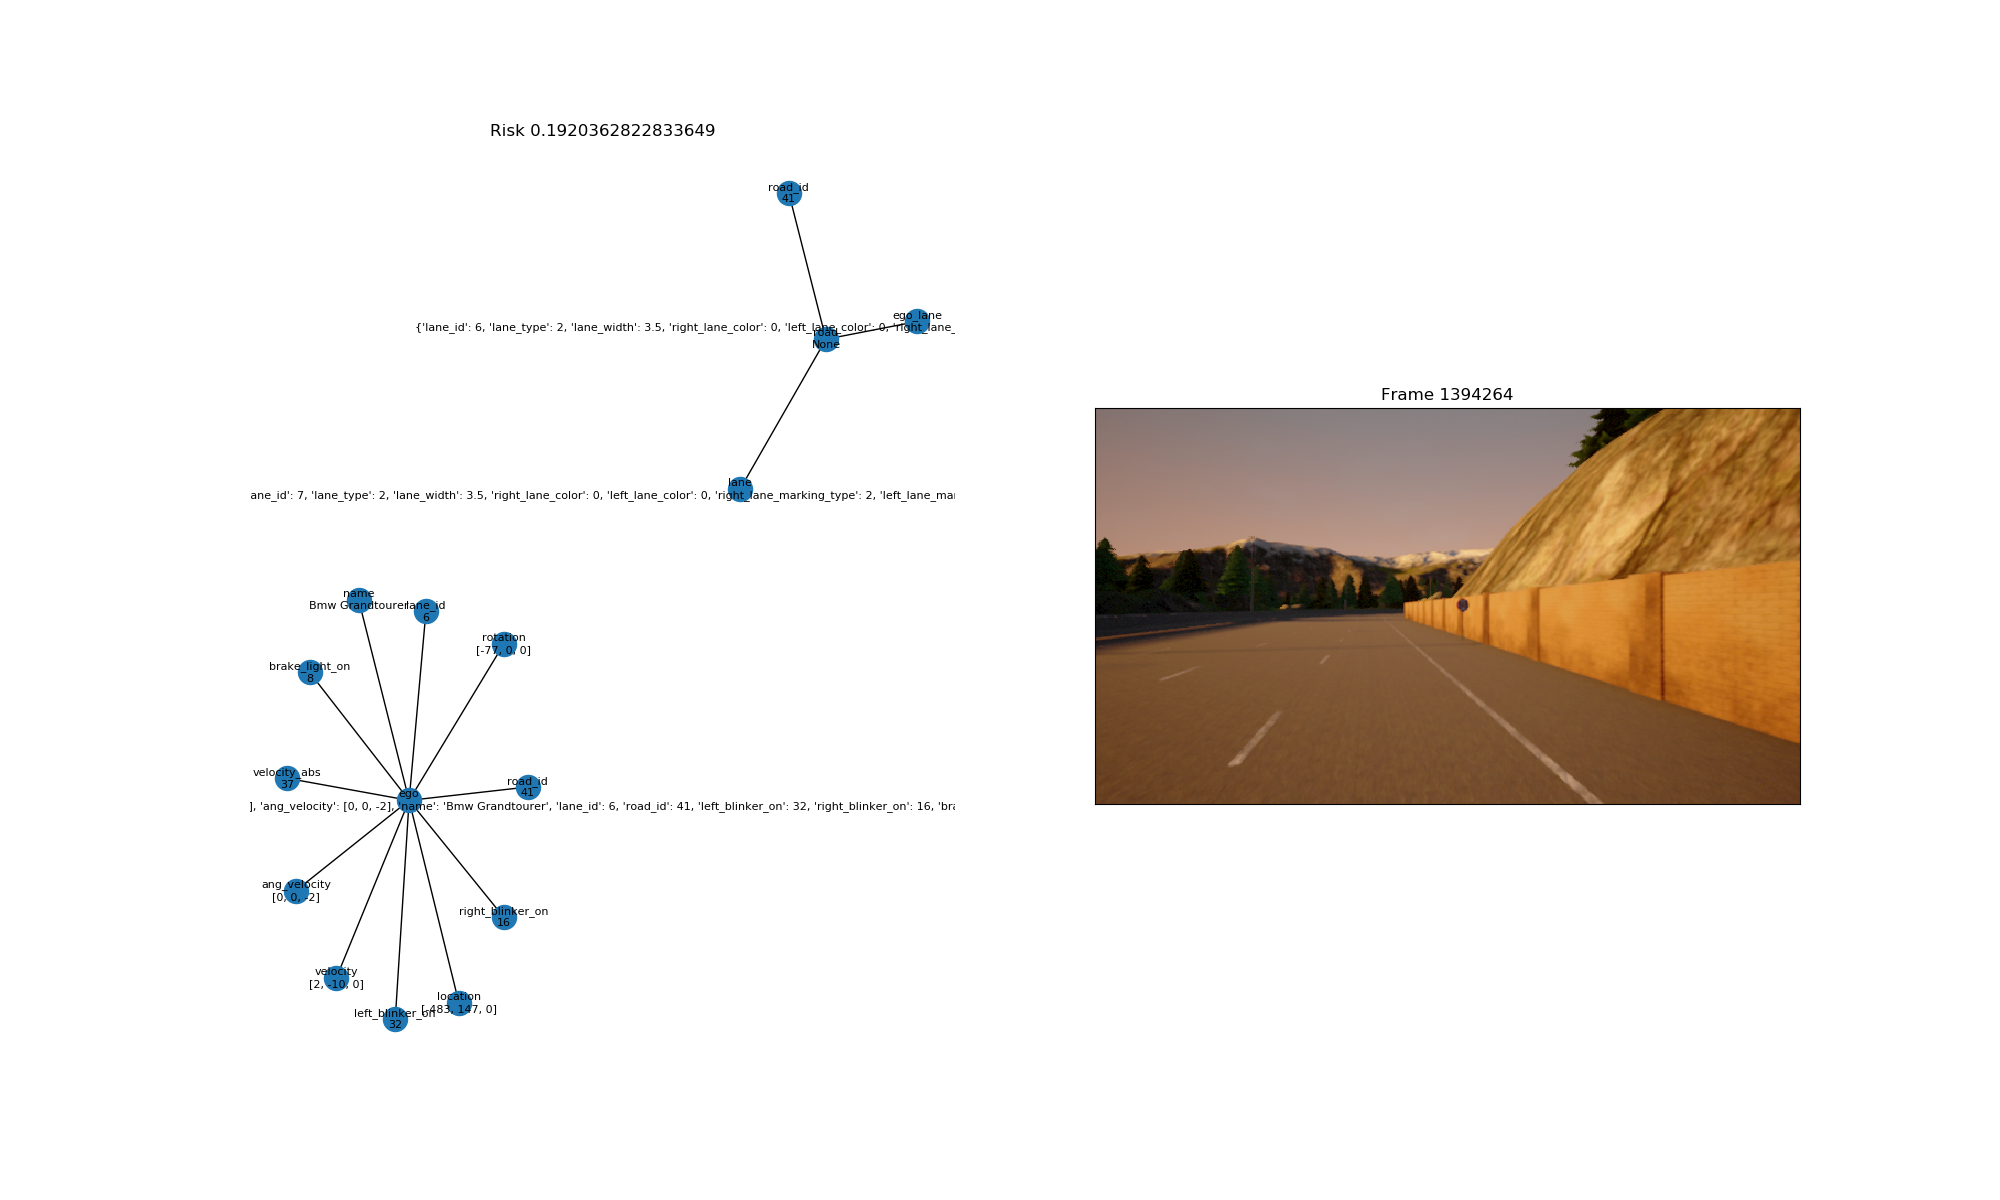 Risk 0.1920362822833649
road_id
41
ego_lane
{'lane_id': 6, 'lane_type': 2, 'lane_width': 3.5, 'right_lane_color': 0, 'left_lane_color': 0, 'right_lane_
road
None
lane
ane_id': 7, 'lane_type': 2, 'lane_width': 3.5, 'right_lane_color': 0, 'left_lane_color': 0, 'right_lane_marking_type': 2, 'left_lane_mar
name
Bmw Grandtourer
lane_id
6
rotation
[-77, 0, 0]
brake_light_on
8
velocity_abs
37
road_id
41
ego
], 'ang_velocity': [0, 0, -2], 'name': 'Bmw Grandtourer', 'lane_id': 6, 'road_id': 41, 'left_blinker_on': 32, 'right_blinker_on': 16, 'bra
ang_velocity
[0, 0, -2]
right_blinker_on
16
velocity
[2, -10, 0]
location
[-483, 147, 0]
left_blinker_on
32
Frame 1394264